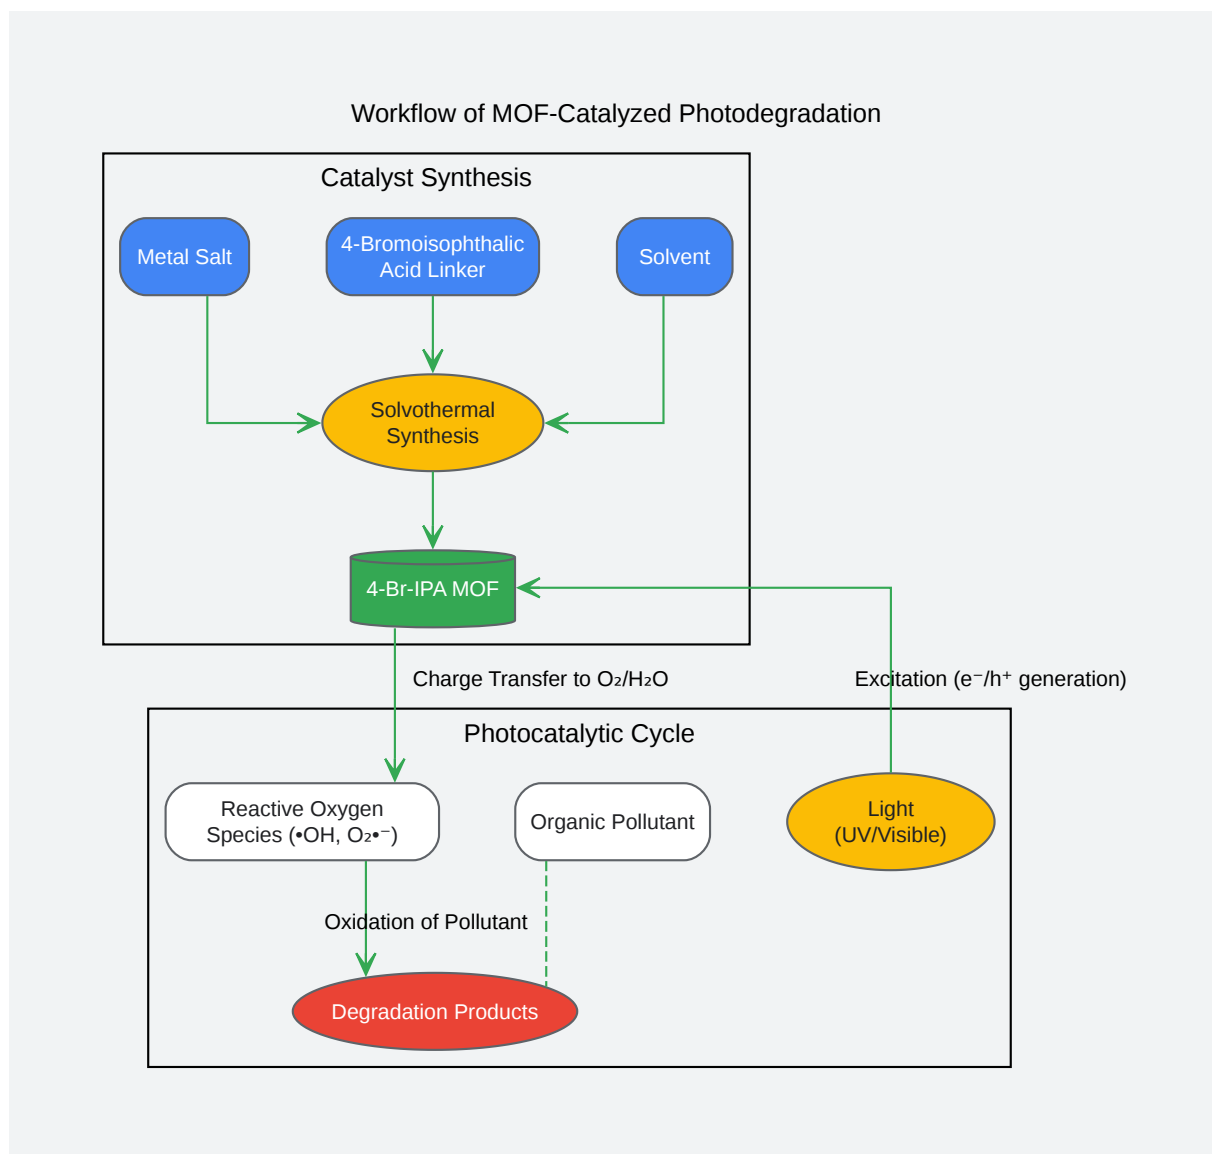 Workflow of MOF-Catalyzed Photodegradation
Catalyst Synthesis
Metal Salt
4-Bromoisophthalic
Acid Linker
Solvent
Solvothermal
Synthesis
4-Br-IPA MOF
Charge Transfer to O₂/H₂O
Excitation (e⁻/h⁺ generation)
Photocatalytic Cycle
Reactive Oxygen
Species (•OH, O₂•⁻)
Organic Pollutant
Light
(UV/Visible)
Oxidation of Pollutant
Degradation Products